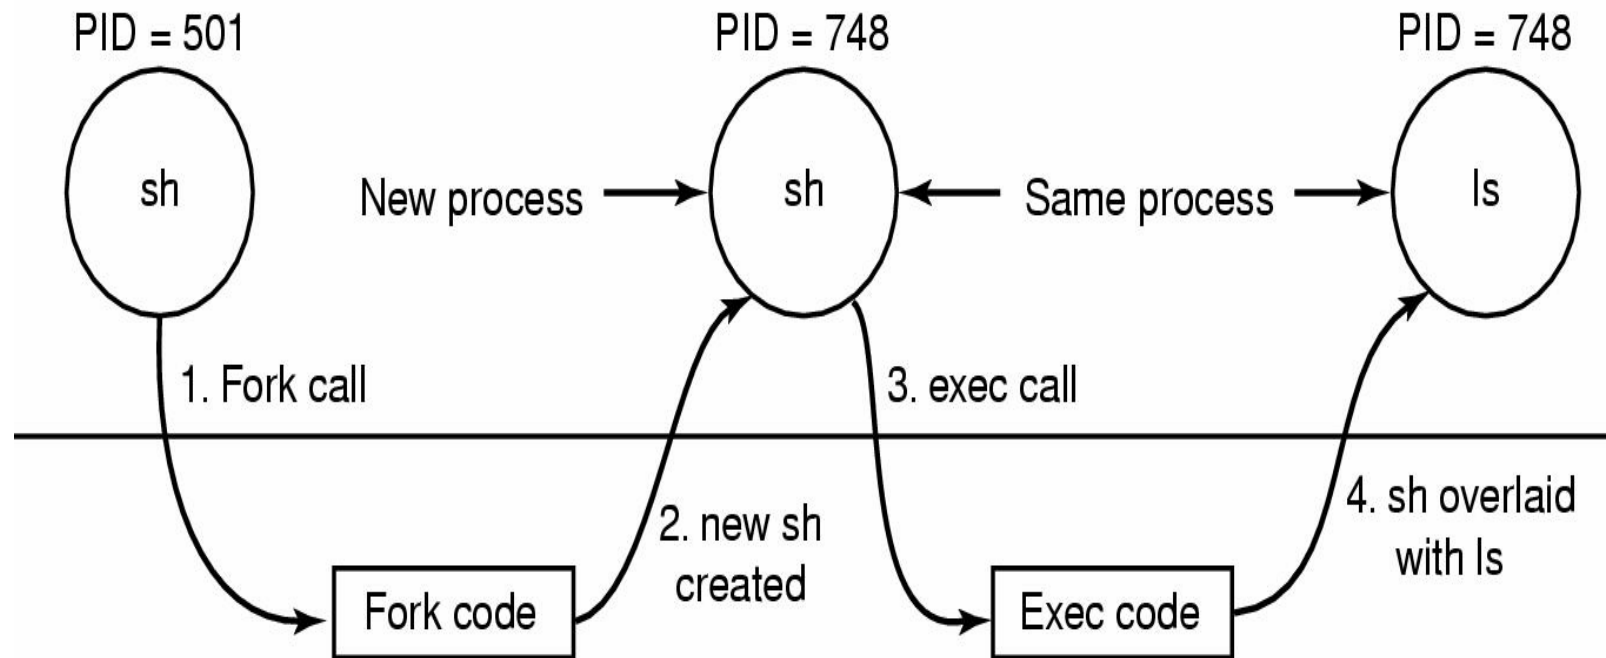 PID = 501
PID = 748
PID = 748
sh
New process
sh
Same process
ls
1. Fork call
3. exec call
2. new sh
created
4. sh overlaid
with ls
Fork code
Exec code